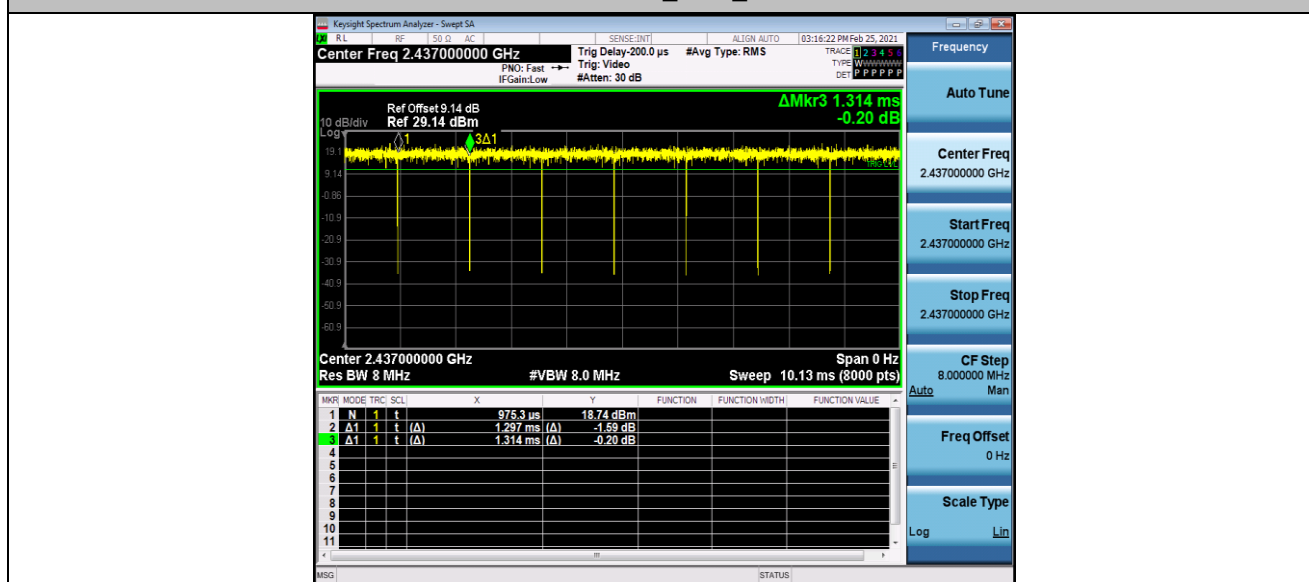 Keysight Spectrum Analyzer - Swept SA
RL RF 50 Ω AC SENSE:INT ALIGN AUTO 03:16:22 PM Feb 25, 2021
Center Freq 2.437000000 GHz
PNO: Fast
IFGain:Low
Trig Delay-200.0 µs
Trig: Video
#Atten: 30 dB
#Avg Type: RMS
TRACE 1 2 3 4 5 6
TYPE WWWWWW
DET P P P P P P
Frequency
Auto Tune
Center Freq
2.437000000 GHz
Start Freq
2.437000000 GHz
Stop Freq
2.437000000 GHz
CF Step
8.000000 MHz
Auto Man
Freq Offset
0 Hz
Scale Type
Log Lin
ΔMkr3 1.314 ms
-0.20 dB
Ref Offset 9.14 dB
10 dB/div Ref 29.14 dBm
Log
1 3Δ1
19.1
TRIG LVL
9.14
-0.86
-10.9
-20.9
-30.9
-40.9
-50.9
-60.9
Center 2.437000000 GHz Span 0 Hz
Res BW 8 MHz #VBW 8.0 MHz Sweep 10.13 ms (8000 pts)
MKR MODE TRC SCL X Y FUNCTION FUNCTION WIDTH FUNCTION VALUE
1 N 1 t 975.3 µs 18.74 dBm
2 Δ1 1 t (Δ) 1.297 ms (Δ) -1.59 dB
3 Δ1 1 t (Δ) 1.314 ms (Δ) -0.20 dB
4
5
6
7
8
9
10
11
MSG STATUS